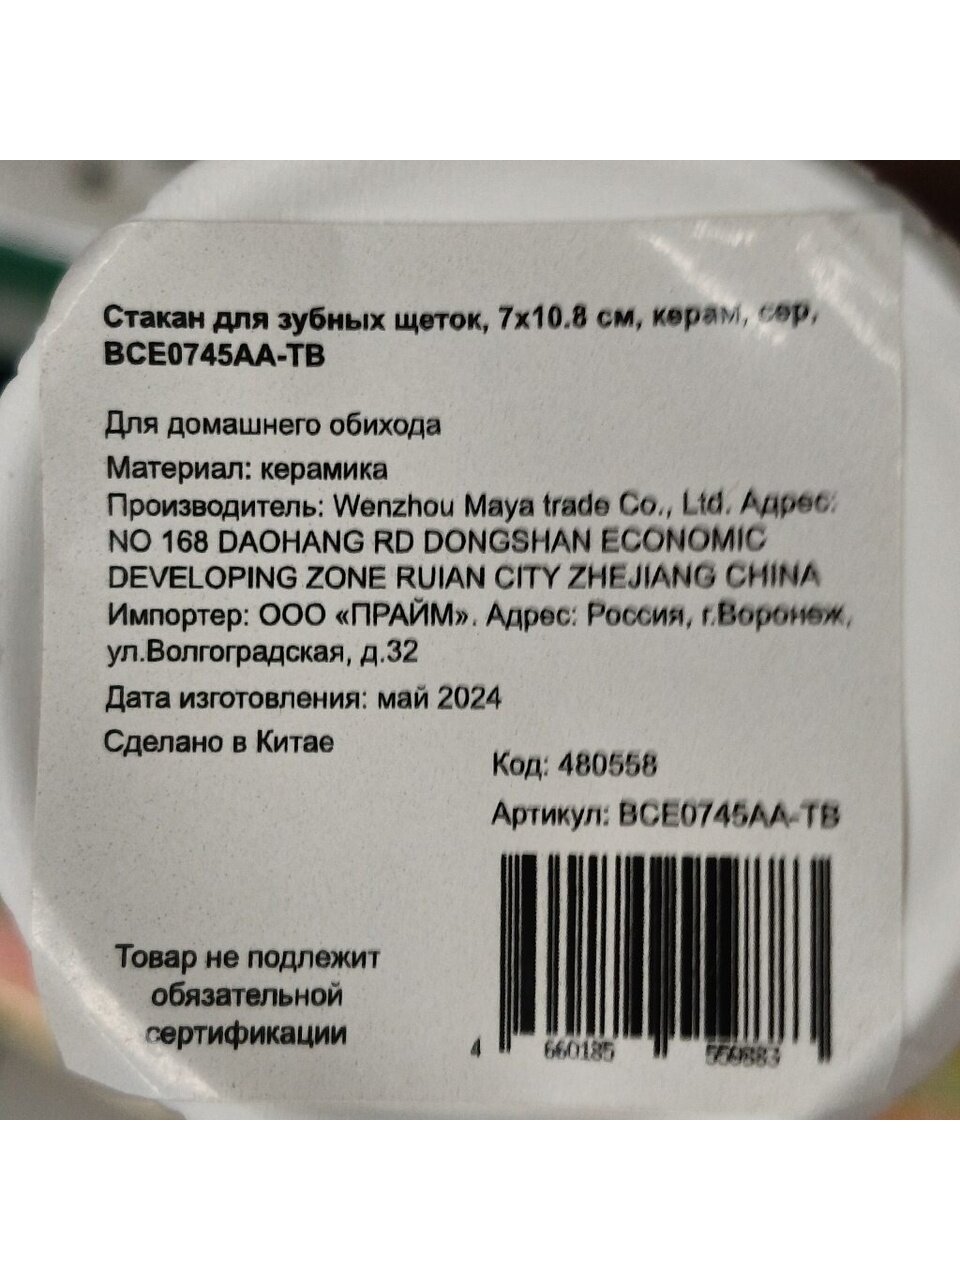 Стакан для зубных щеток, 7х10.8 см, керам, сер,
BCE0745AA-TB
Для домашнего обихода
Материал: керамика
Производитель: Wenzhou Maya trade Co., Ltd. Адрес:
NO 168 DAOHANG RD DONGSHAN ECONOMIC
DEVELOPING ZONE RUIAN CITY ZHEJIANG CHINA
Импортер: ООО «ПРАЙМ». Адрес: Россия, г.Воронеж,
ул.Волгоградская, д.32
Дата изготовления: май 2024
Сделано в Китае
Код: 480558
Артикул: BCE0745AA-TB
Товар не подлежит
обязательной
сертификации
4 660185